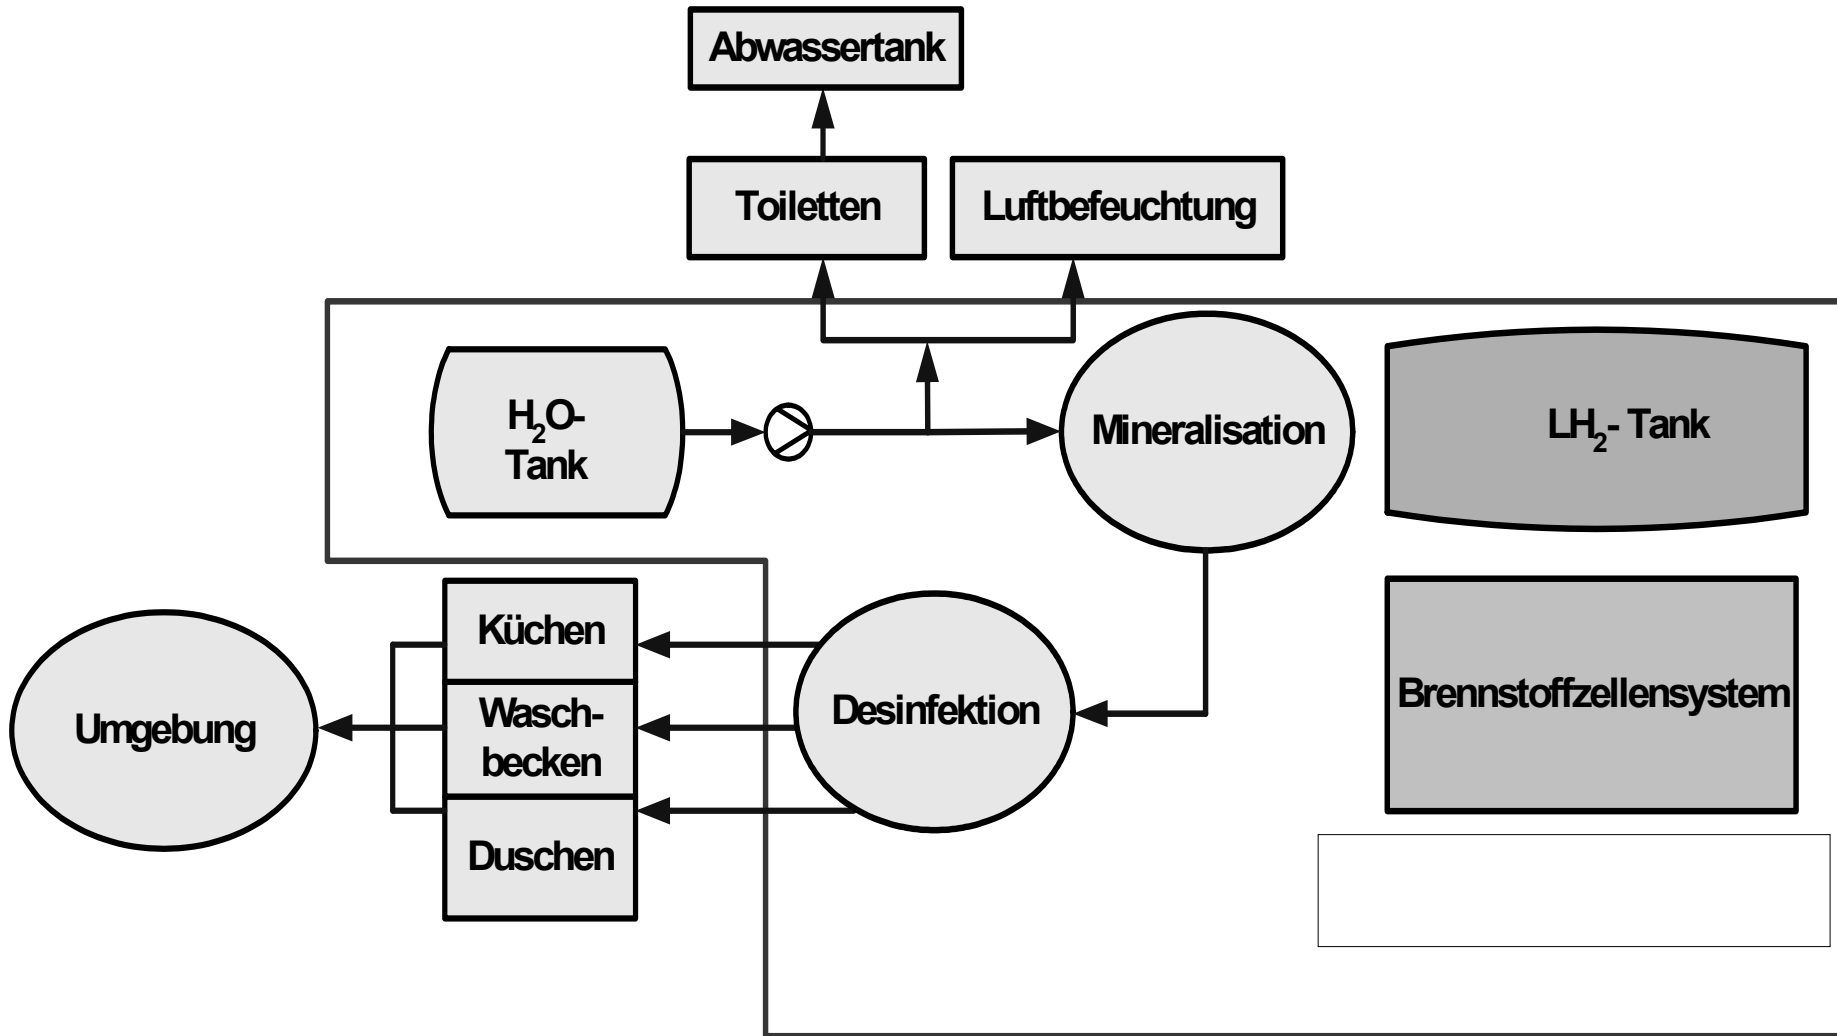 Abwassertank
Toiletten
Luftbefeuchtung
H₂O-
Tank
Mineralisation
LH₂- Tank
Küchen
Umgebung
Wasch-
becken
Desinfektion
Brennstoffzellensystem
Duschen